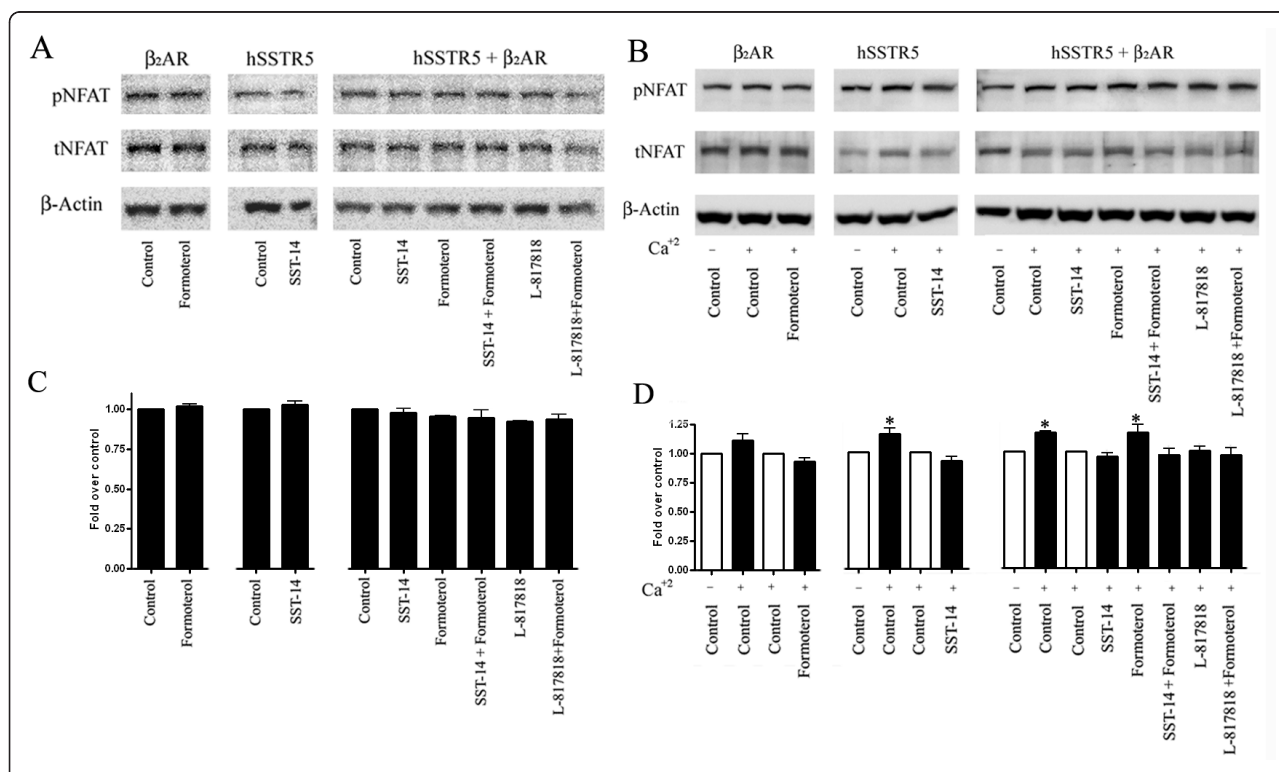 A
β₂AR hSSTR5 hSSTR5 + β₂AR
pNFAT
tNFAT
β-Actin
Control
Formoterol
Control
SST-14
Control
SST-14
Formoterol
SST-14 + Formoterol
L-817818
L-817818+Formoterol
B
β₂AR hSSTR5 hSSTR5 + β₂AR
pNFAT
tNFAT
β-Actin
Ca⁺² – + + – + + – + + + + + +
Control
Control
Formoterol
Control
Control
SST-14
Control
Control
SST-14
Formoterol
SST-14 + Formoterol
L-817818
L-817818 +Formoterol
C
Fold over control
1.00
0.75
0.50
0.25
0.00
Control
Formoterol
Control
SST-14
Control
SST-14
Formoterol
SST-14 + Formoterol
L-817818
L-817818+Formoterol
D
Fold over control
1.25
1.00
0.75
0.50
0.25
0.00
* * *
Ca⁺² – + + + – + + + – + + + + + + +
Control
Control
Control
Formoterol
Control
Control
Control
SST-14
Control
Control
Control
SST-14
Formoterol
SST-14 + Formoterol
L-817818
L-817818 +Formoterol